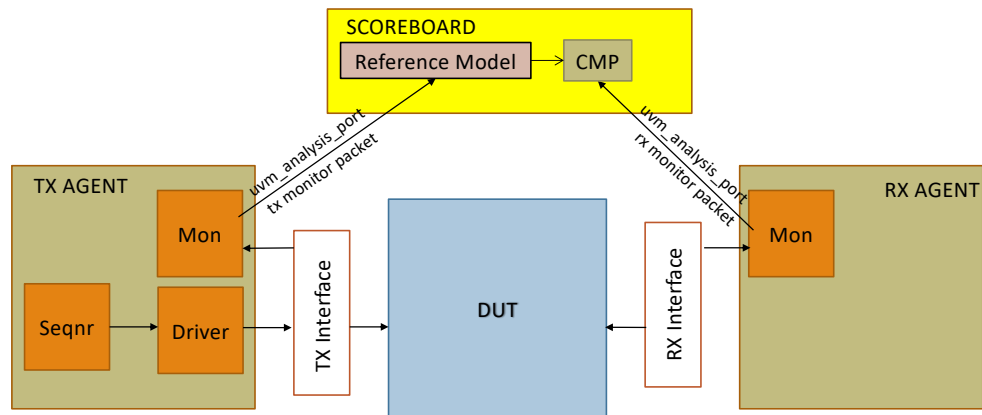 SCOREBOARD
Reference Model
CMP
uvm_analysis_port
tx monitor packet
uvm_analysis_port
rx monitor packet
TX AGENT
RX AGENT
Mon
Mon
TX Interface
RX Interface
DUT
Seqnr
Driver